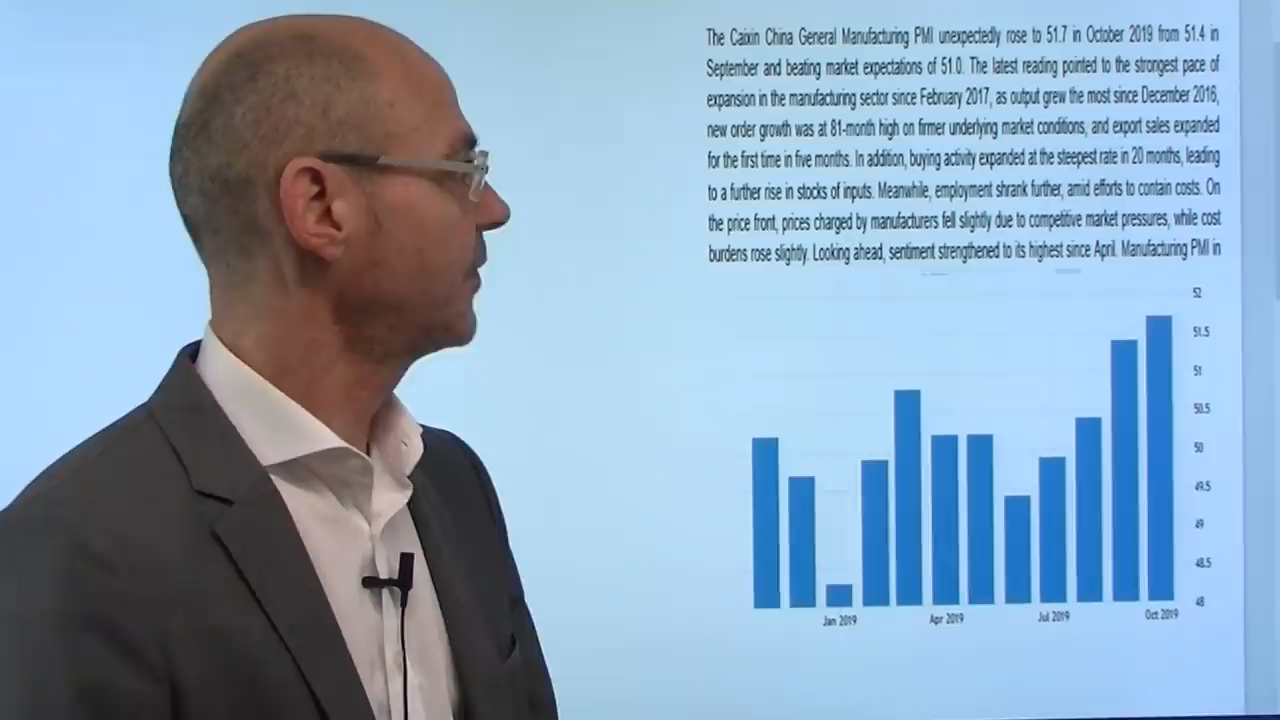 The Caixin China General Manufacturing PMI unexpectedly rose to 51.7 in October 2019 from 51.4 in
September and beating market expectations of 51.0. The latest reading pointed to the strongest pace of
expansion in the manufacturing sector since February 2017, as output grew the most since December 2016,
new order growth was at 81-month high on firmer underlying market conditions, and export sales expanded
for the first time in five months. In addition, buying activity expanded at the steepest rate in 20 months, leading
to a further rise in stocks of inputs. Meanwhile, employment shrank further, amid efforts to contain costs. On
the price front, prices charged by manufacturers fell slightly due to competitive market pressures, while cost
burdens rose slightly. Looking ahead, sentiment strengthened to its highest since April. Manufacturing PMI in
52
51.5
51
50.5
50
49.5
49
48.5
48
Jan 2019
Apr 2019
Jul 2019
Oct 2019